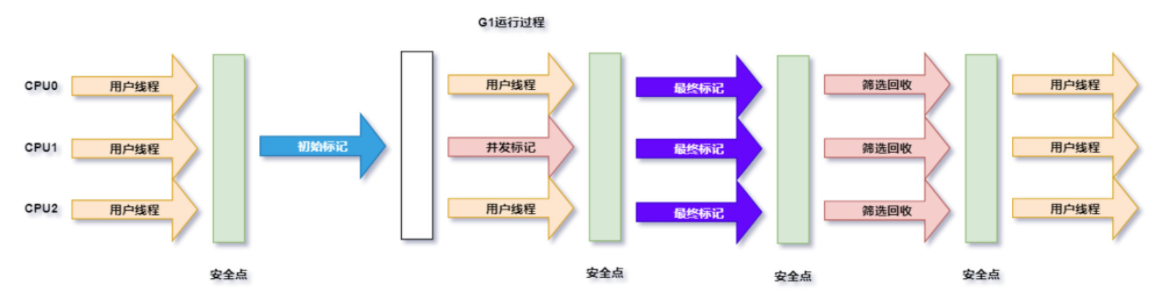 G1运行过程
CPU0 用户线程 用户线程 最终标记 筛选回收 用户线程
CPU1 用户线程 初始标记 并发标记 最终标记 筛选回收 用户线程
CPU2 用户线程 用户线程 最终标记 筛选回收 用户线程
安全点 安全点 安全点 安全点